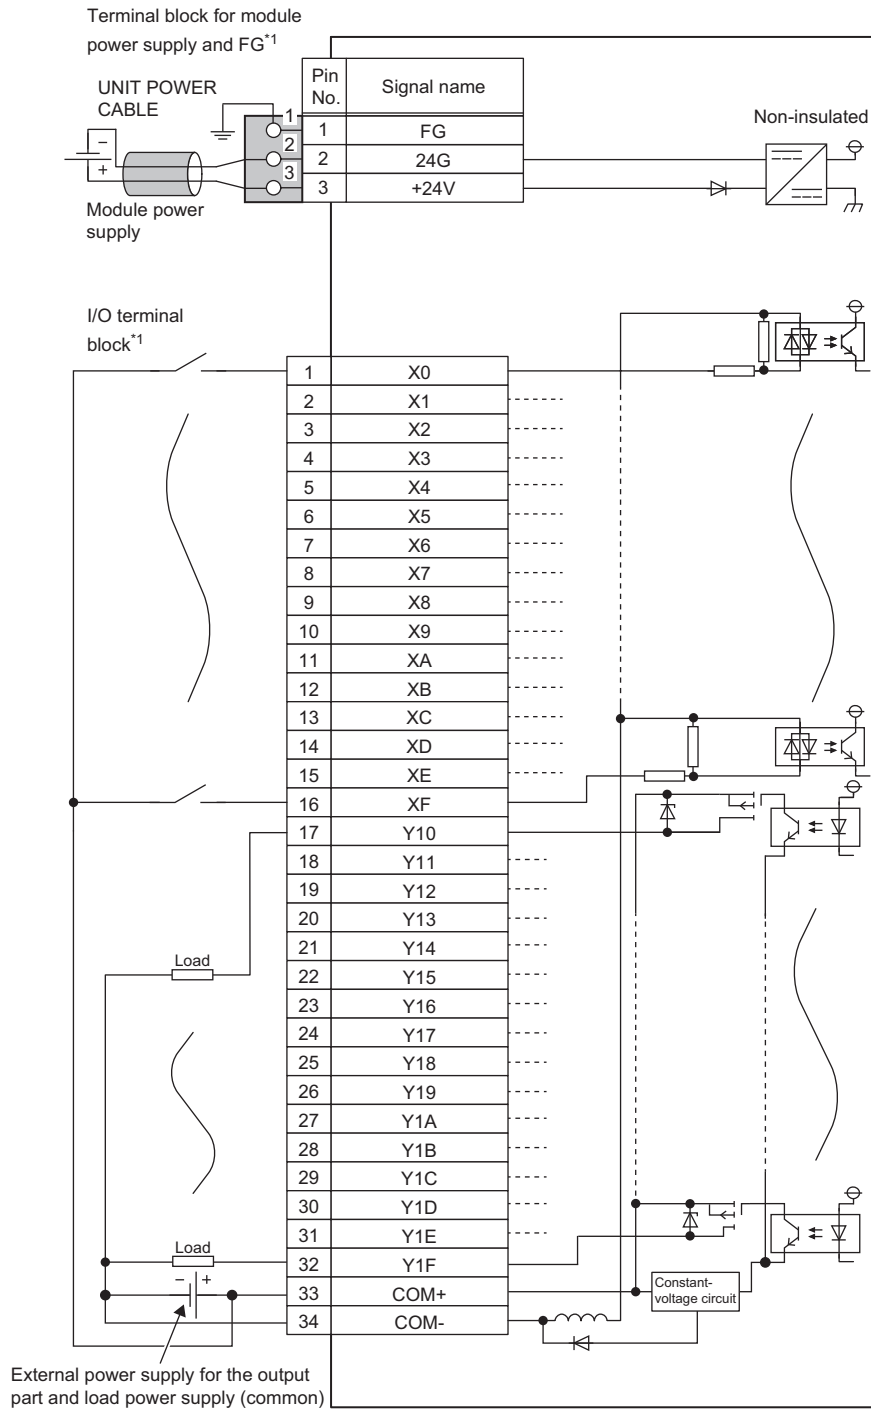 Terminal block for module
power supply and FG*1
UNIT POWER
CABLE
Pin
No.
Signal name
Non-insulated
1
1
FG
2
2
24G
3
3
+24V
−
+
Module power
supply
I/O terminal
block*1
1 X0
2 X1
3 X2
4 X3
5 X4
6 X5
7 X6
8 X7
9 X8
10 X9
11 XA
12 XB
13 XC
14 XD
15 XE
16 XF
17 Y10
18 Y11
19 Y12
20 Y13
21 Y14
Load
22 Y15
23 Y16
24 Y17
25 Y18
26 Y19
27 Y1A
28 Y1B
29 Y1C
30 Y1D
31 Y1E
Load
32 Y1F
− +
33 COM+
Constant-
voltage circuit
34 COM-
External power supply for the output
part and load power supply (common)